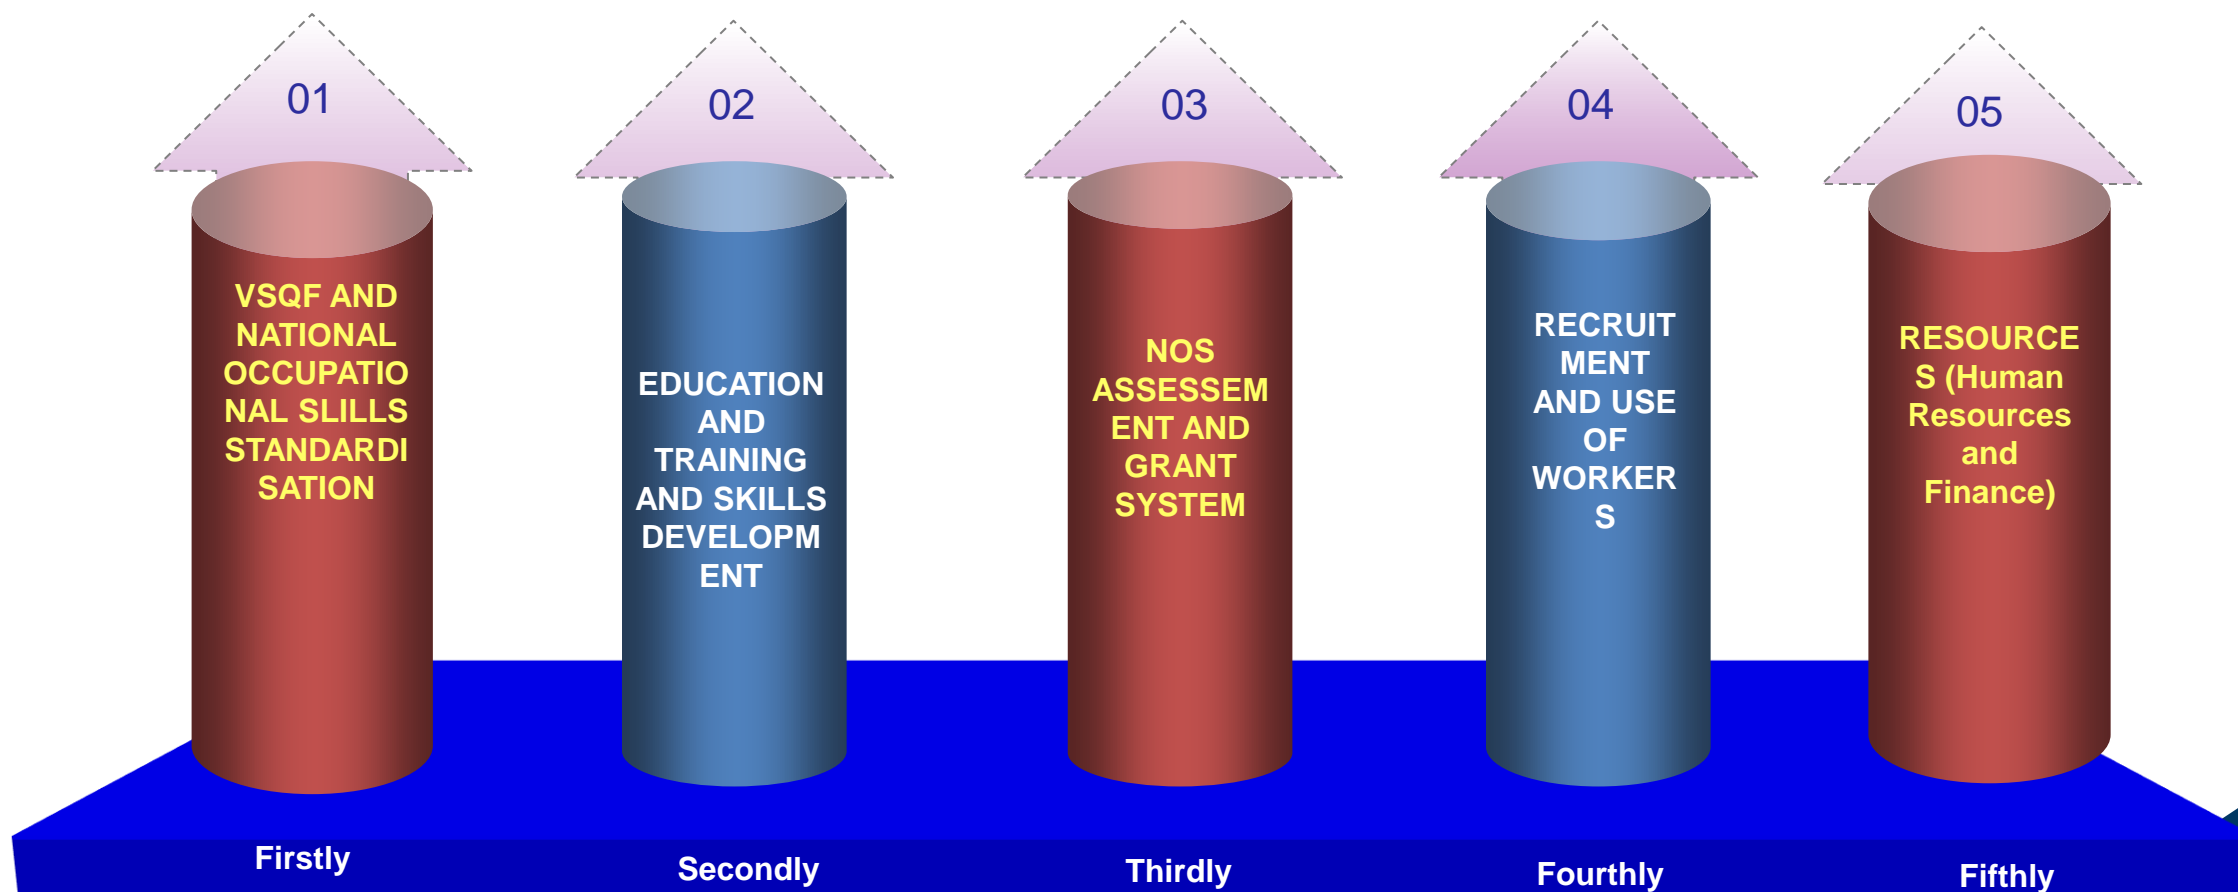 01
VSQF AND
NATIONAL
OCCUPATIO
NAL SLILLS
STANDARDI
SATION
Firstly
02
EDUCATION
AND
TRAINING
AND SKILLS
DEVELOPM
ENT
Secondly
03
NOS
ASSESSEM
ENT AND
GRANT
SYSTEM
Thirdly
04
RECRUIT
MENT
AND USE
OF
WORKER
S
Fourthly
05
RESOURCE
S (Human
Resources
and
Finance)
Fifthly